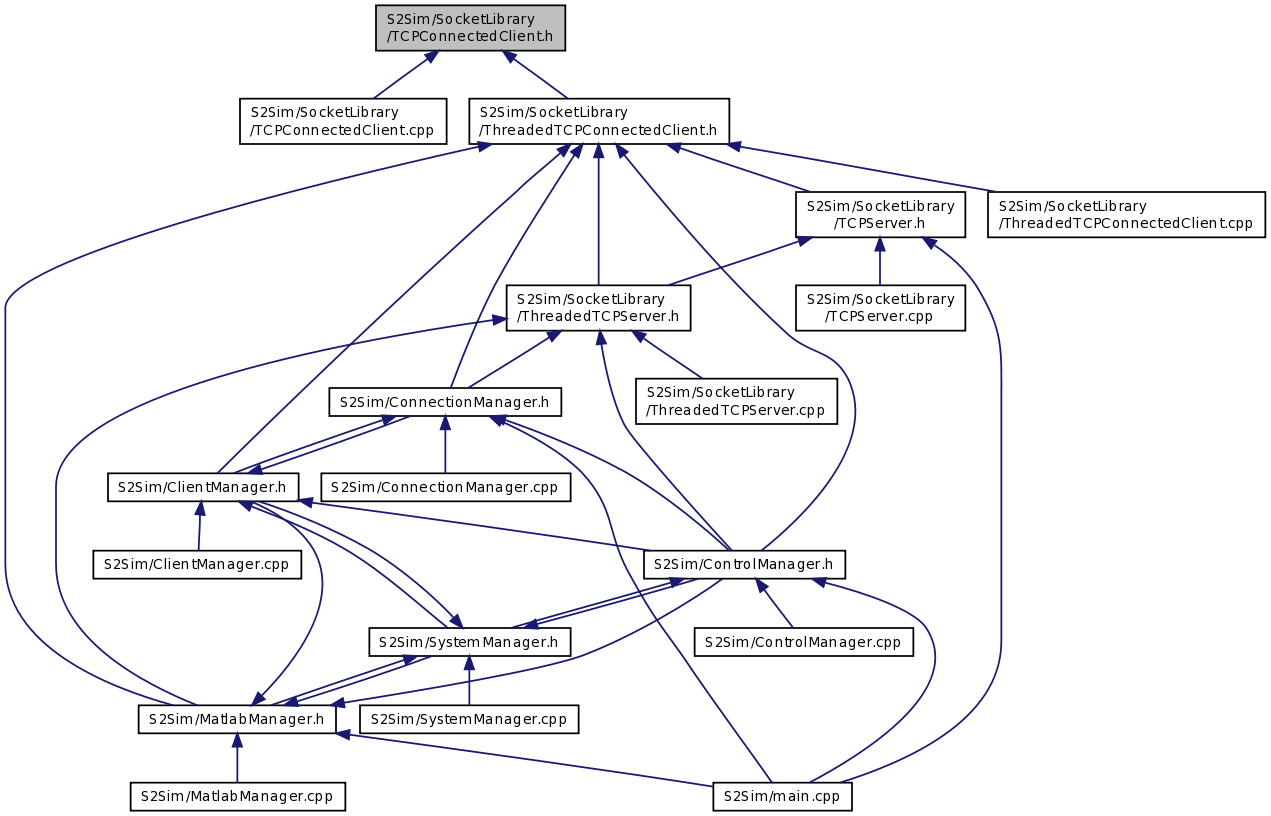 S2Sim/SocketLibrary
/TCPConnectedClient.h
S2Sim/SocketLibrary
/TCPConnectedClient.cpp
S2Sim/SocketLibrary
/ThreadedTCPConnectedClient.h
S2Sim/SocketLibrary
/TCPServer.h
S2Sim/SocketLibrary
/ThreadedTCPConnectedClient.cpp
S2Sim/SocketLibrary
/ThreadedTCPServer.h
S2Sim/SocketLibrary
/TCPServer.cpp
S2Sim/ConnectionManager.h
S2Sim/SocketLibrary
/ThreadedTCPServer.cpp
S2Sim/ClientManager.h
S2Sim/ConnectionManager.cpp
S2Sim/ClientManager.cpp
S2Sim/ControlManager.h
S2Sim/SystemManager.h
S2Sim/ControlManager.cpp
S2Sim/MatlabManager.h
S2Sim/SystemManager.cpp
S2Sim/MatlabManager.cpp
S2Sim/main.cpp